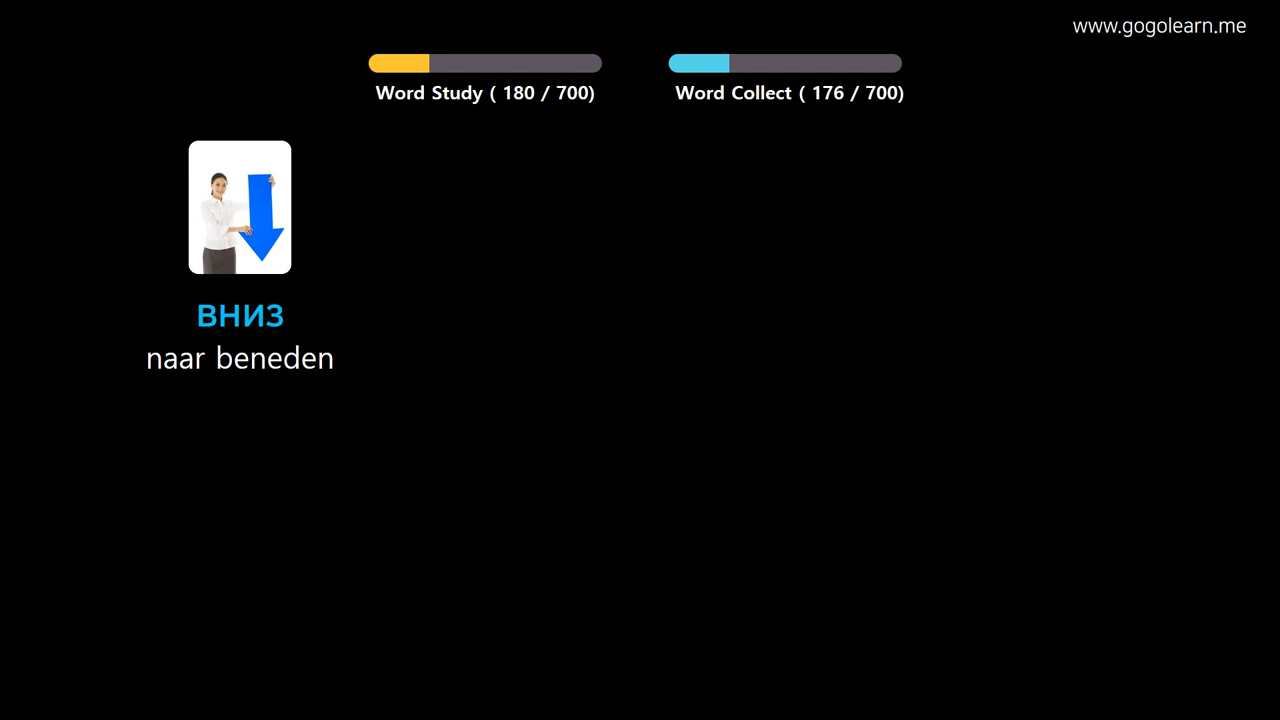 www.gogolearn.me
Word Study ( 180 / 700)
Word Collect ( 176 / 700)
вниз
naar beneden